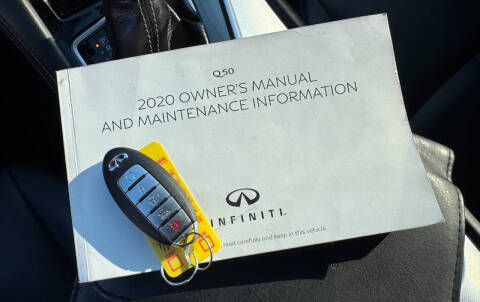 Q50
2020 OWNER'S MANUAL
AND MAINTENANCE INFORMATION
INFINITI.
read carefully and keep in this vehicle.